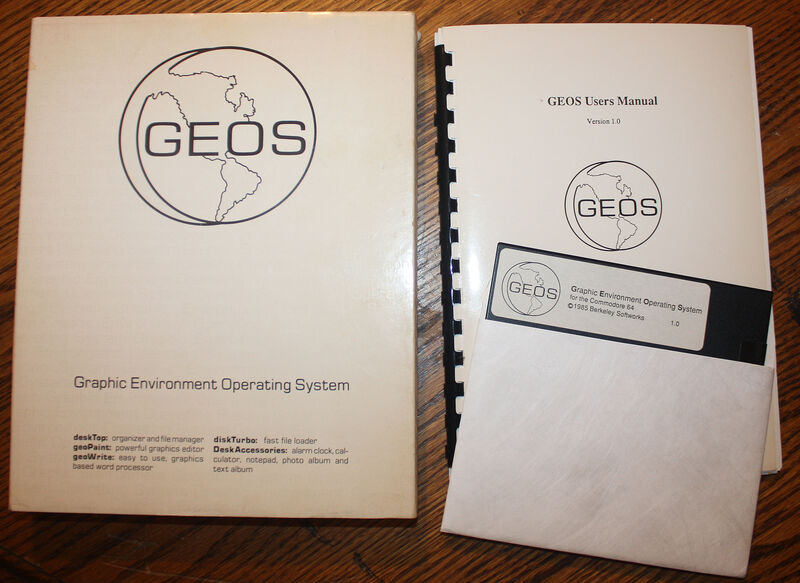 GEOS
Graphic Environment Operating System
deskTop: organizer and file manager
geoPaint: powerful graphics editor
geoWrite: easy to use, graphics
based word processor
diskTurbo: fast file loader
DeskAccessories: alarm clock, cal-
culator, notepad, photo album and
text album
GEOS Users Manual
Version 1.0
GEOS
GEOS
Graphic Environment Operating System
for the Commodore 64
©1985 Berkeley Softworks
1.0